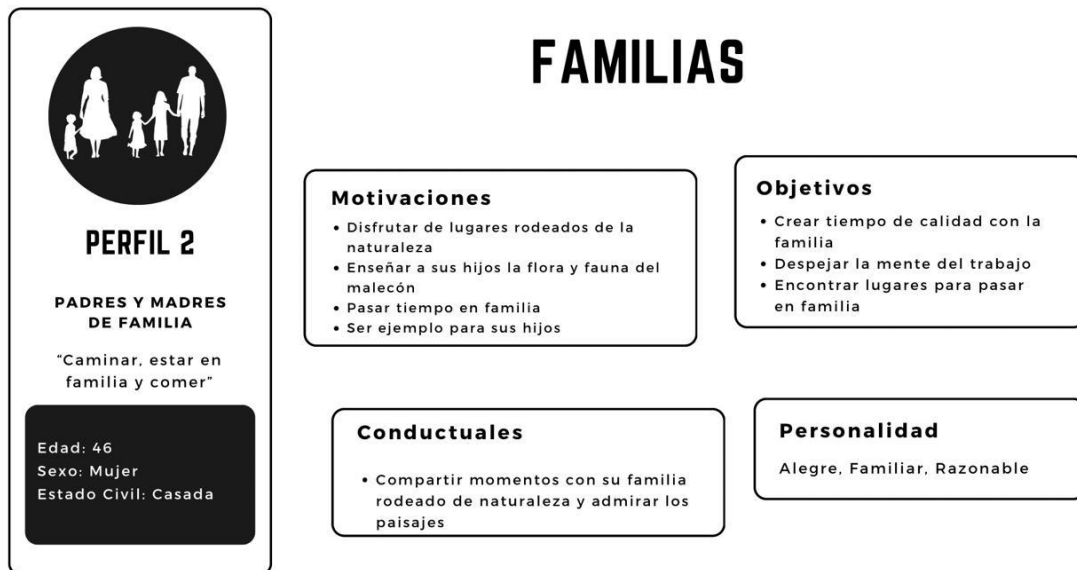 FAMILIAS
PERFIL 2
PADRES Y MADRES
DE FAMILIA
“Caminar, estar en
familia y comer”
Edad: 46
Sexo: Mujer
Estado Civil: Casada
Motivaciones
• Disfrutar de lugares rodeados de la
naturaleza
• Enseñar a sus hijos la flora y fauna del
malecón
• Pasar tiempo en familia
• Ser ejemplo para sus hijos
Objetivos
• Crear tiempo de calidad con la
familia
• Despejar la mente del trabajo
• Encontrar lugares para pasar
en familia
Conductuales
• Compartir momentos con su familia
rodeado de naturaleza y admirar los
paisajes
Personalidad
Alegre, Familiar, Razonable